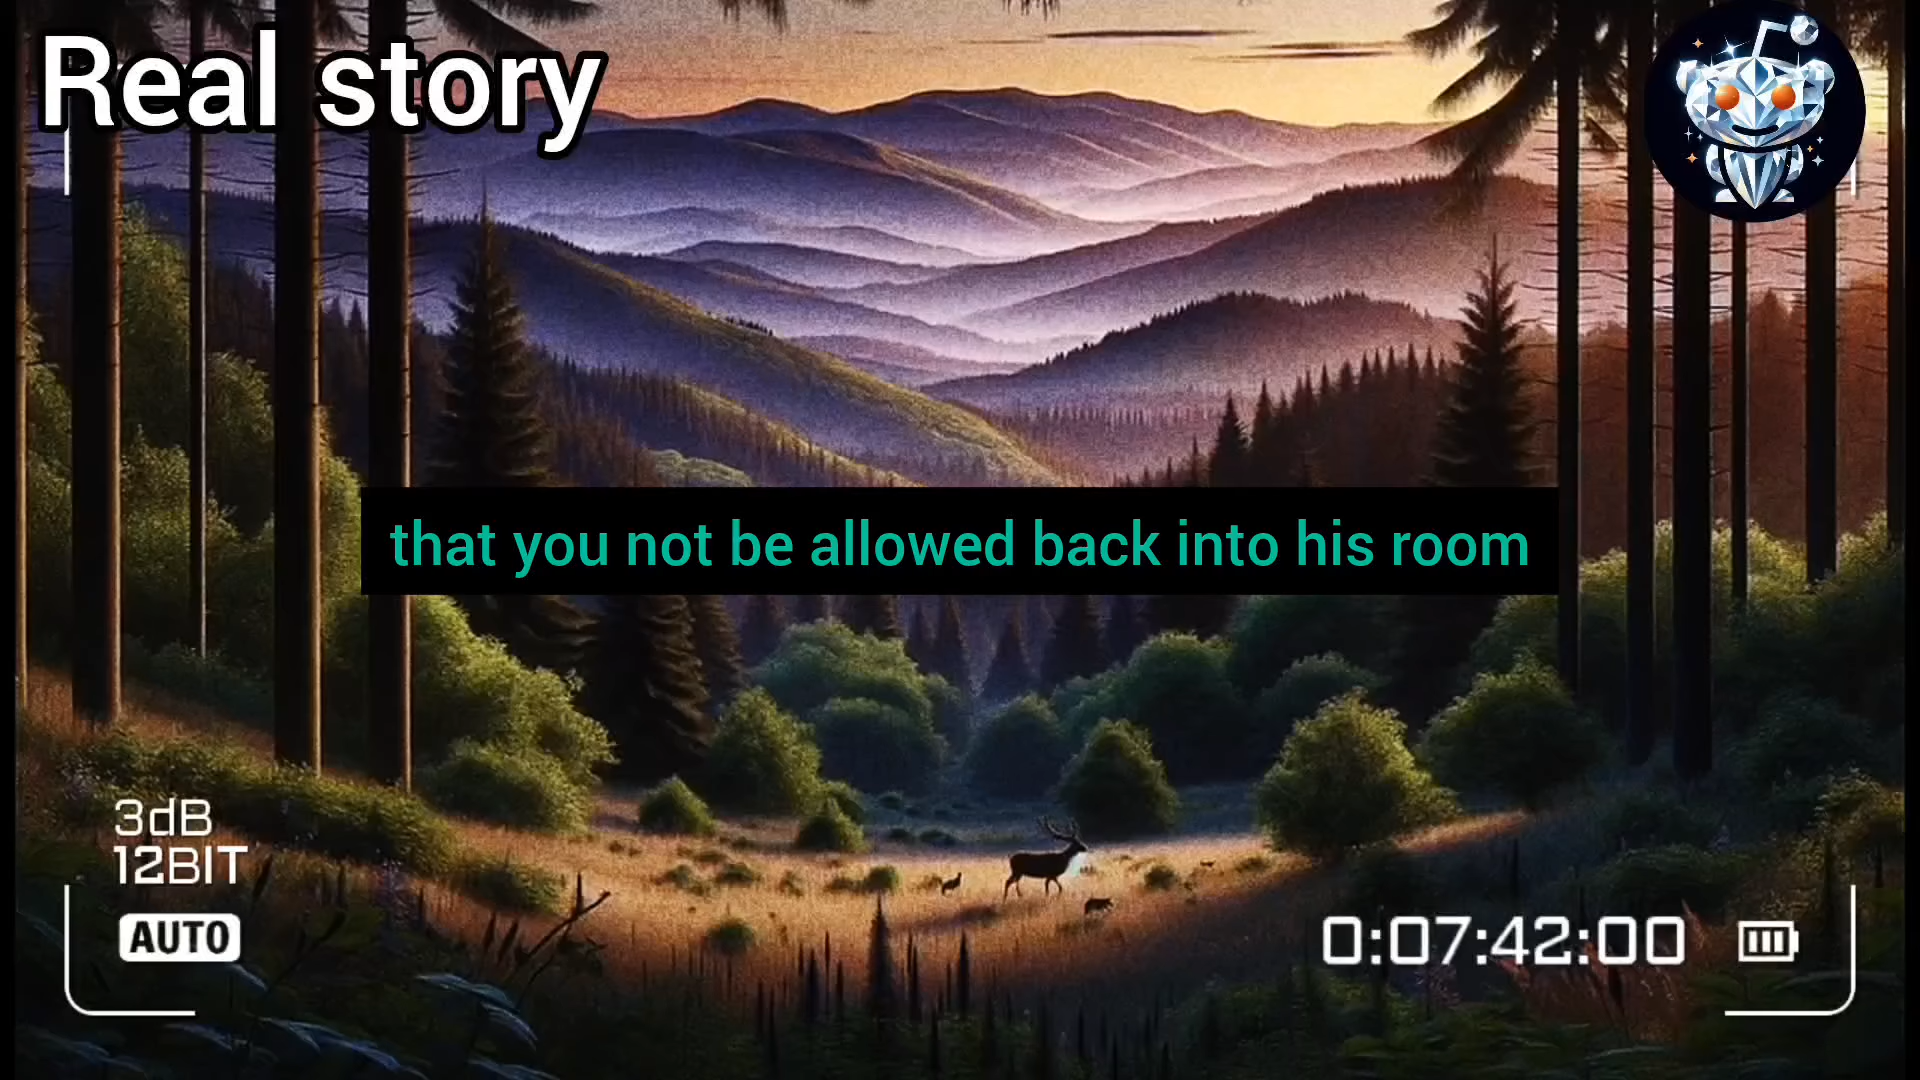 Real story
that you not be allowed back into his room
3dB
12BIT
AUTO
0:07:42:00